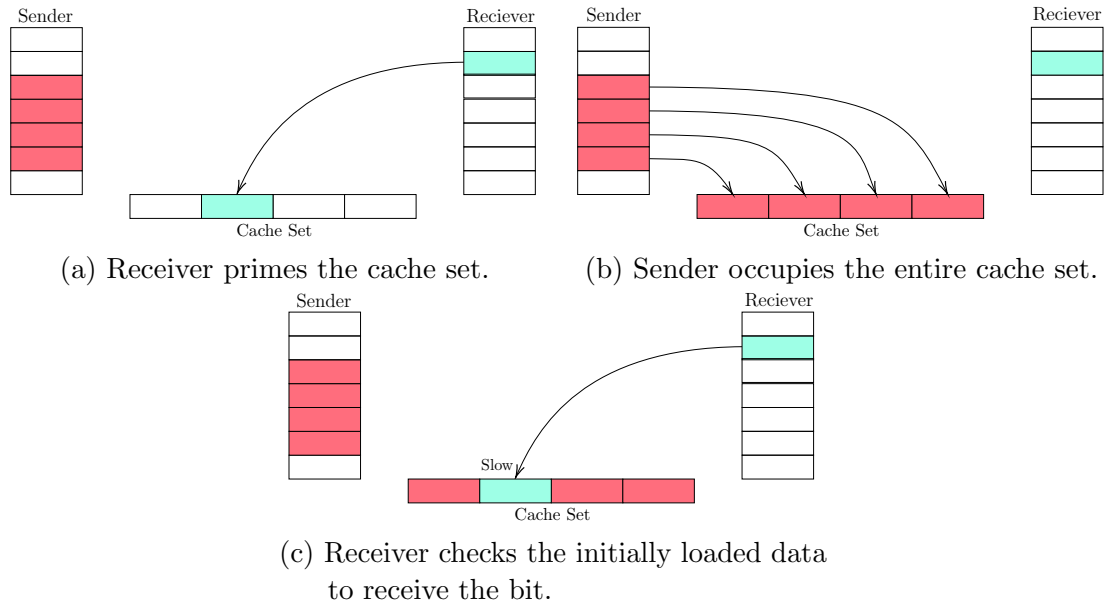 Sender
Reciever
Cache Set
(a) Receiver primes the cache set.
Sender
Reciever
Cache Set
(b) Sender occupies the entire cache set.
Sender
Reciever
Slow
Cache Set
(c) Receiver checks the initially loaded data
to receive the bit.